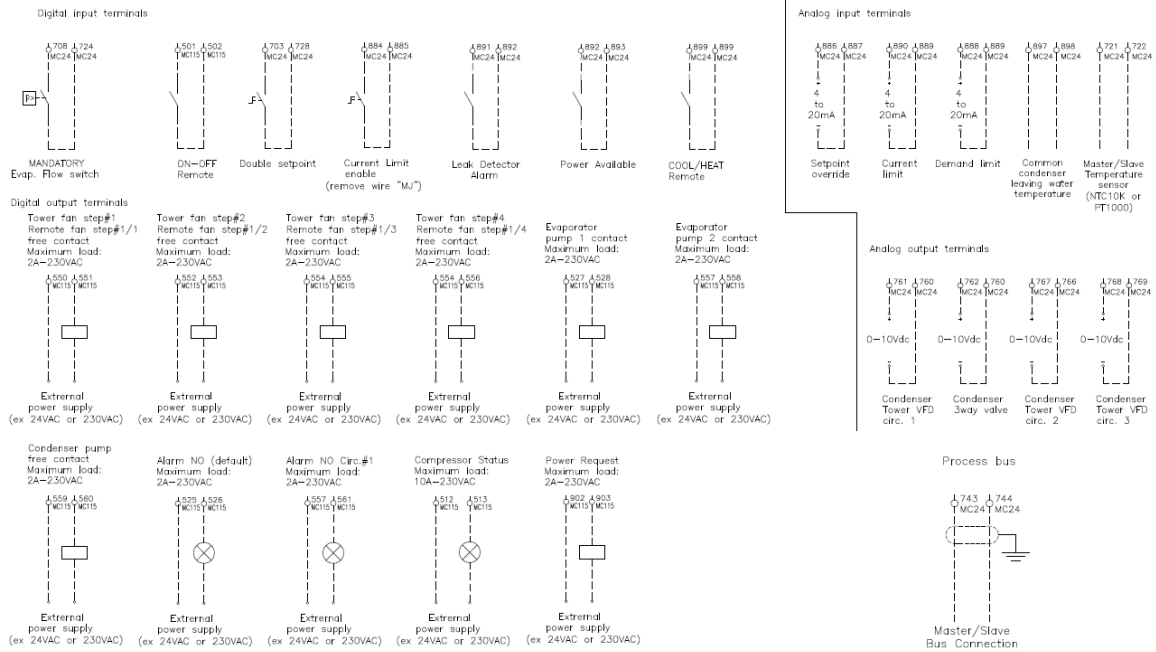 Digital input terminals
708 724
MC24 MC24
P>
MANDATORY
Evap. Flow switch
501 502
MC115 MC115
ON-OFF
Remote
703 728
MC24 MC24
Double setpoint
884 885
MC24 MC24
Current Limit
enable
(remove wire "MJ")
891 892
MC24 MC24
Leak Detector
Alarm
892 893
MC24 MC24
Power Available
899 899
MC24 MC24
COOL/HEAT
Remote
Analog input terminals
886 887
MC24 MC24
+
4
to
20mA
-
Setpoint
override
890 889
MC24 MC24
+
4
to
20mA
-
Current
limit
888 889
MC24 MC24
+
4
to
20mA
-
Demand limit
897 898
MC24 MC24
Common
condenser
leaving water
temperature
721 722
MC24 MC24
Master/Slave
Temperature
sensor
(NTC10K or
PT1000)
Digital output terminals
Tower fan step#1
Remote fan step#1/1
free contact
Maximum load:
2A-230VAC
550 551
MC115 MC115
Extrernal
power supply
(ex 24VAC or 230VAC)
Tower fan step#2
Remote fan step#1/2
free contact
Maximum load:
2A-230VAC
552 553
MC115 MC115
Extrernal
power supply
(ex 24VAC or 230VAC)
Tower fan step#3
Remote fan step#1/3
free contact
Maximum load:
2A-230VAC
554 555
MC115 MC115
Extrernal
power supply
(ex 24VAC or 230VAC)
Tower fan step#4
Remote fan step#1/4
free contact
Maximum load:
2A-230VAC
554 556
MC115 MC115
Extrernal
power supply
(ex 24VAC or 230VAC)
Evaporator
pump 1 contact
Maximum load:
2A-230VAC
527 528
MC115 MC115
Extrernal
power supply
(ex 24VAC or 230VAC)
Evaporator
pump 2 contact
Maximum load:
2A-230VAC
557 558
MC115 MC115
Extrernal
power supply
(ex 24VAC or 230VAC)
Analog output terminals
761 760
MC24 MC24
+
0-10Vdc
-
Condenser
Tower VFD
circ. 1
762 760
MC24 MC24
+
0-10Vdc
-
Condenser
3way valve
767 766
MC24 MC24
+
0-10Vdc
-
Condenser
Tower VFD
circ. 2
768 769
MC24 MC24
+
0-10Vdc
-
Condenser
Tower VFD
circ. 3
Condenser pump
free contact
Maximum load:
2A-230VAC
559 560
MC115 MC115
Extrernal
power supply
(ex 24VAC or 230VAC)
Alarm NO (default)
Maximum load:
2A-230VAC
525 526
MC115 MC115
Extrernal
power supply
(ex 24VAC or 230VAC)
Alarm NO Circ.#1
Maximum load:
2A-230VAC
557 561
MC115 MC115
Extrernal
power supply
(ex 24VAC or 230VAC)
Compressor Status
Maximum load:
10A-230VAC
512 513
MC115 MC115
Extrernal
power supply
(ex 24VAC or 230VAC)
Power Request
Maximum load:
2A-230VAC
902 903
MC115 MC115
Extrernal
power supply
(ex 24VAC or 230VAC)
Process bus
743 744
MC24 MC24
Master/Slave
Bus Connection